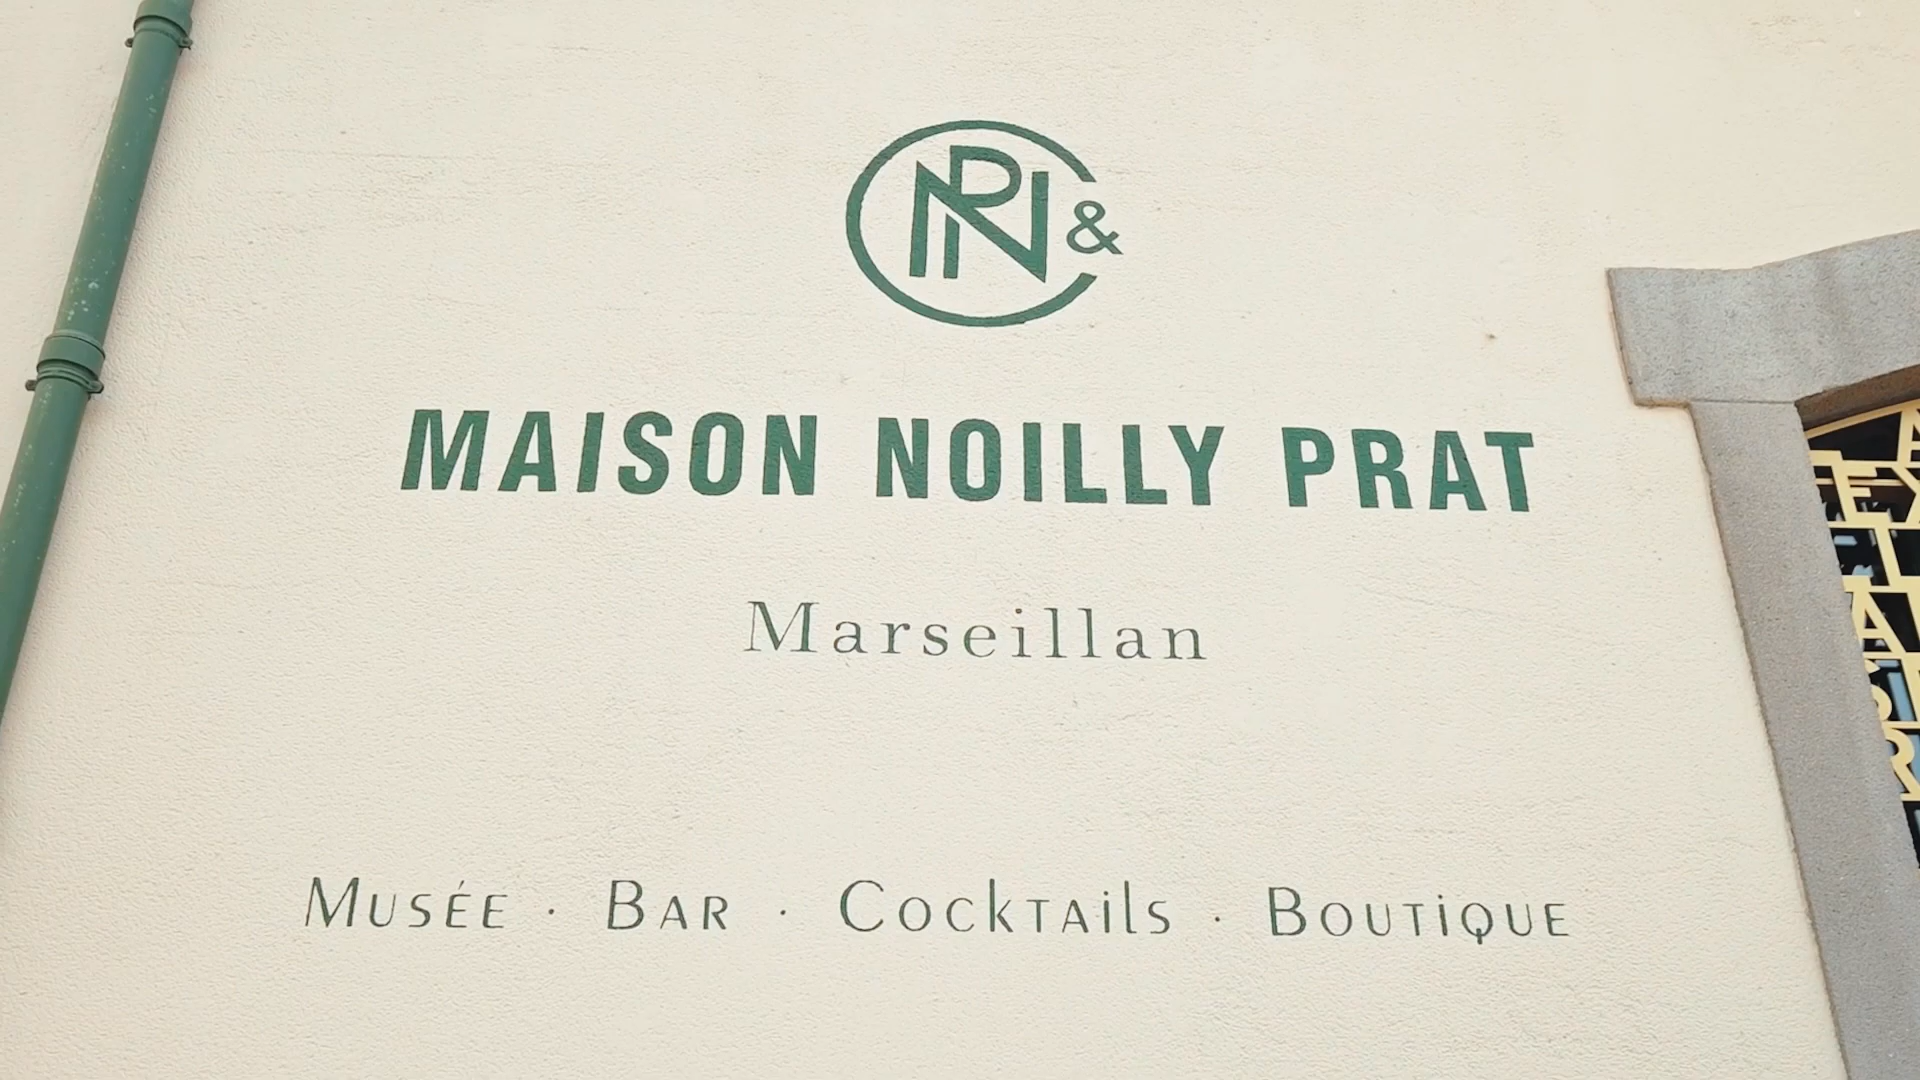 NP&
MAISON NOILLY PRAT
Marseillan
Musée · Bar · Cocktails · Boutique